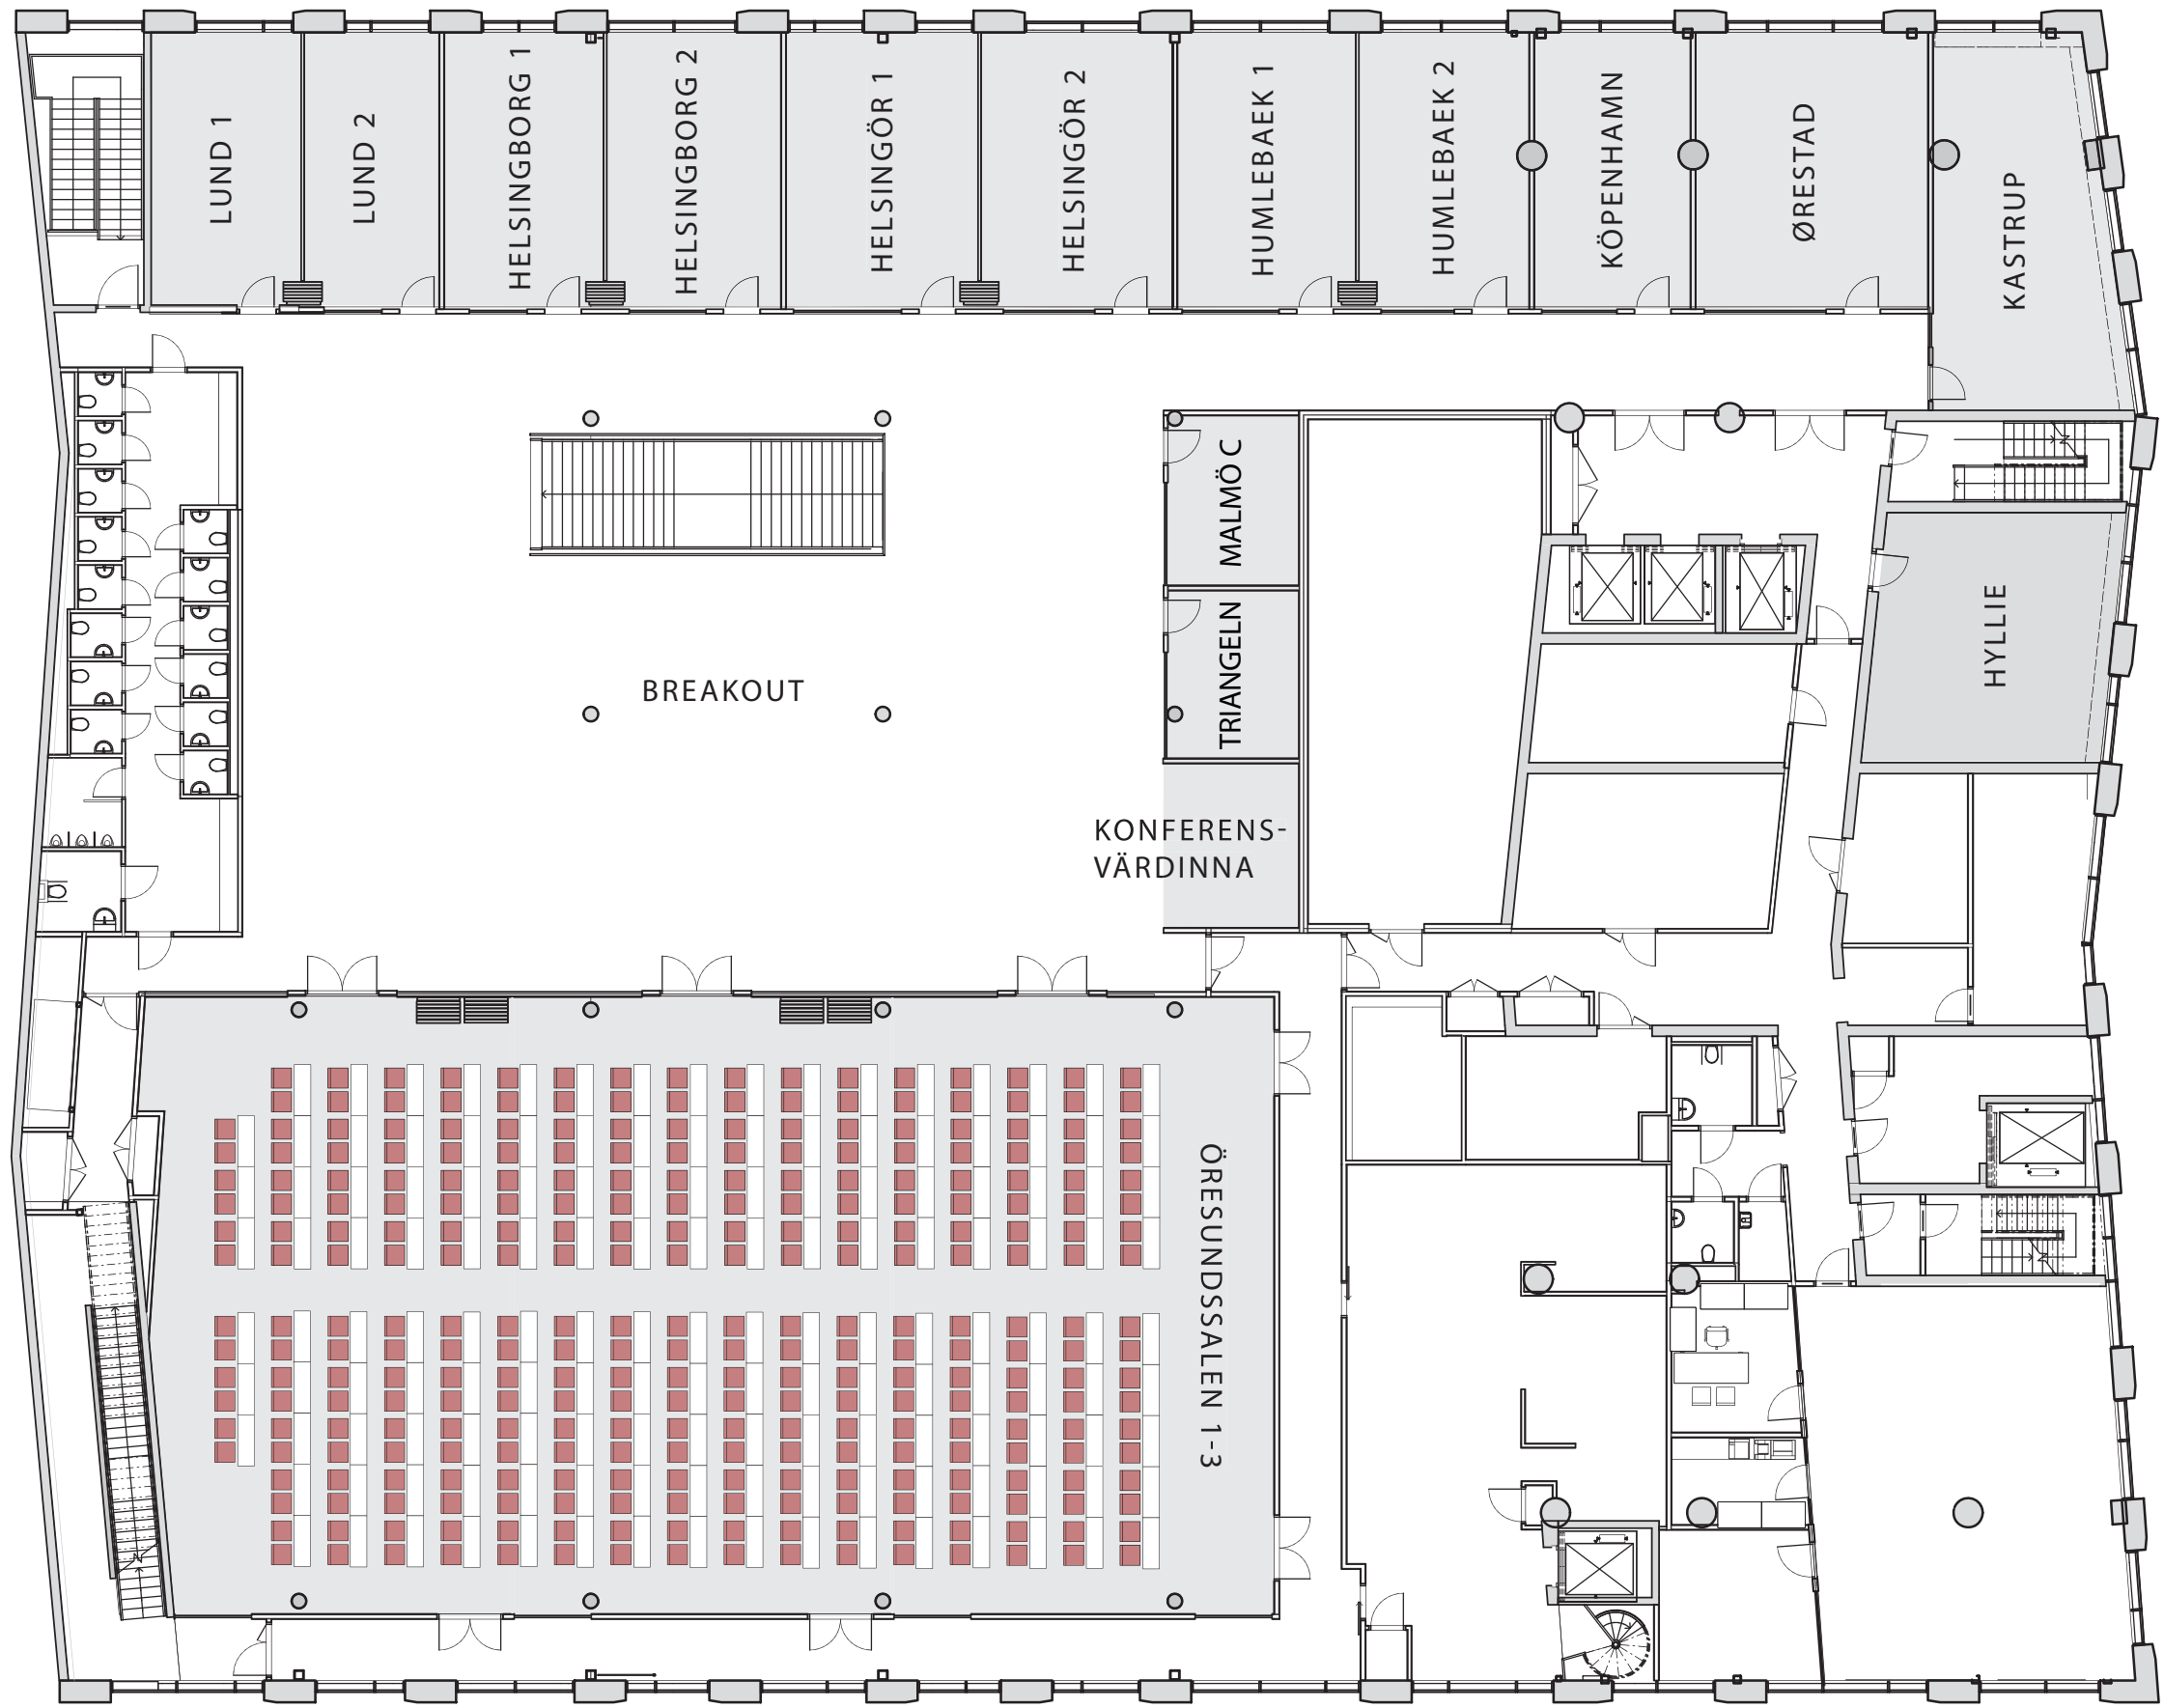 LUND 1
LUND 2
HELSINGBORG 1
HELSINGBORG 2
HELSINGÖR 1
HELSINGÖR 2
HUMLEBAEK 1
HUMLEBAEK 2
KÖPENHAMN
ØRESTAD
KASTRUP
MALMÖ C
TRIANGELN
HYLLIE
BREAKOUT
KONFERENS-
VÄRDINNA
ÖRESUNDSSALEN 1-3